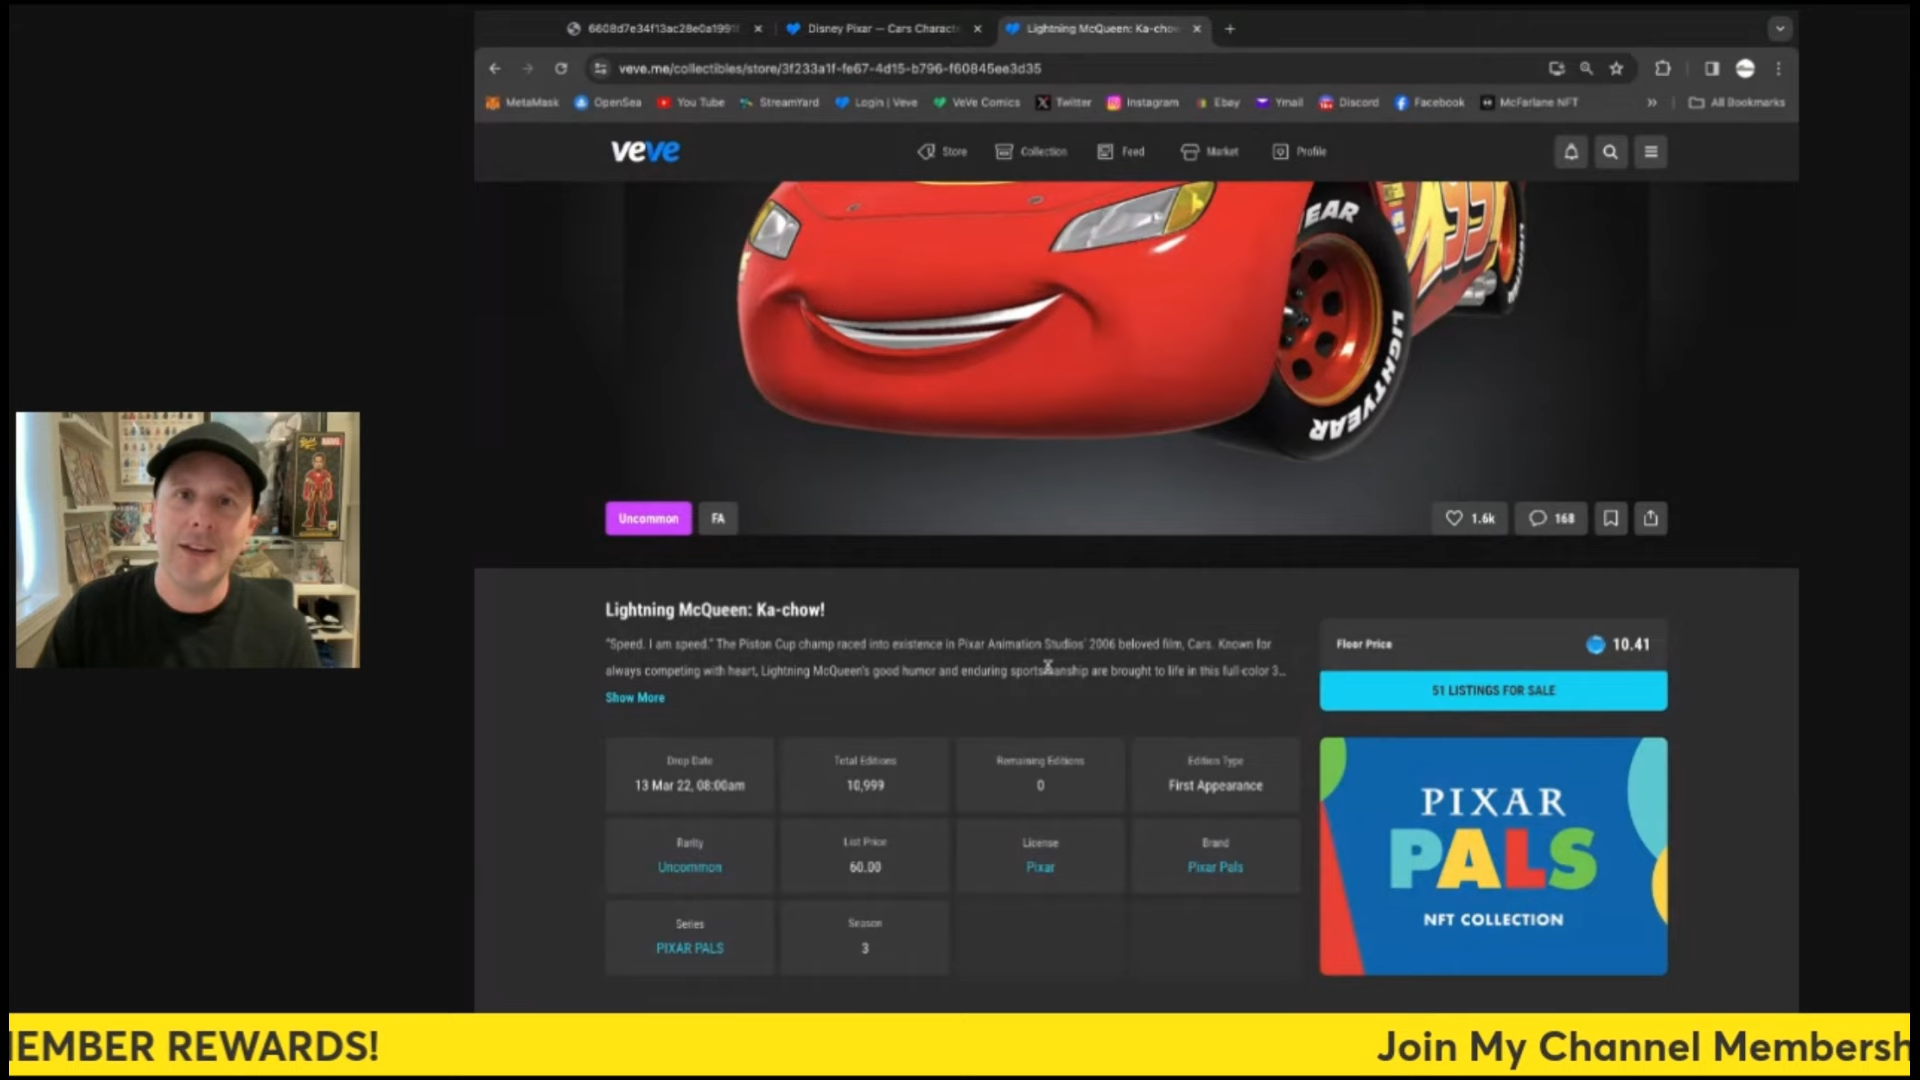 6608d7e34f13ac28e0a1991
Disney Pixar — Cars Charact
Lightning McQueen: Ka-chow
veve.me/collectibles/store/3f233a1f-fe67-4d15-b796-f60845ee3d35
MetaMask
OpenSea
You Tube
StreamYard
Login | Veve
VeVe Comics
Twitter
Instagram
Ebay
Ymail
Discord
Facebook
McFarlane NFT
All Bookmarks
veve
Store
Collection
Feed
Market
Profile
EAR
LIGHTYEAR
MARVEL
Uncommon
FA
1.6k
168
Lightning McQueen: Ka-chow!
"Speed. I am speed." The Piston Cup champ raced into existence in Pixar Animation Studios' 2006 beloved film, Cars. Known for
always competing with heart, Lightning McQueen's good humor and enduring sportsmanship are brought to life in this full-color 3...
Show More
Floor Price
10.41
51 LISTINGS FOR SALE
Drop Date
13 Mar 22, 08:00am
Total Editions
10,999
Remaining Editions
0
Edition Type
First Appearance
Rarity
Uncommon
List Price
60.00
License
Pixar
Brand
Pixar Pals
Series
PIXAR PALS
Season
3
PIXAR
PALS
NFT COLLECTION
EMBER REWARDS!
Join My Channel Membersh